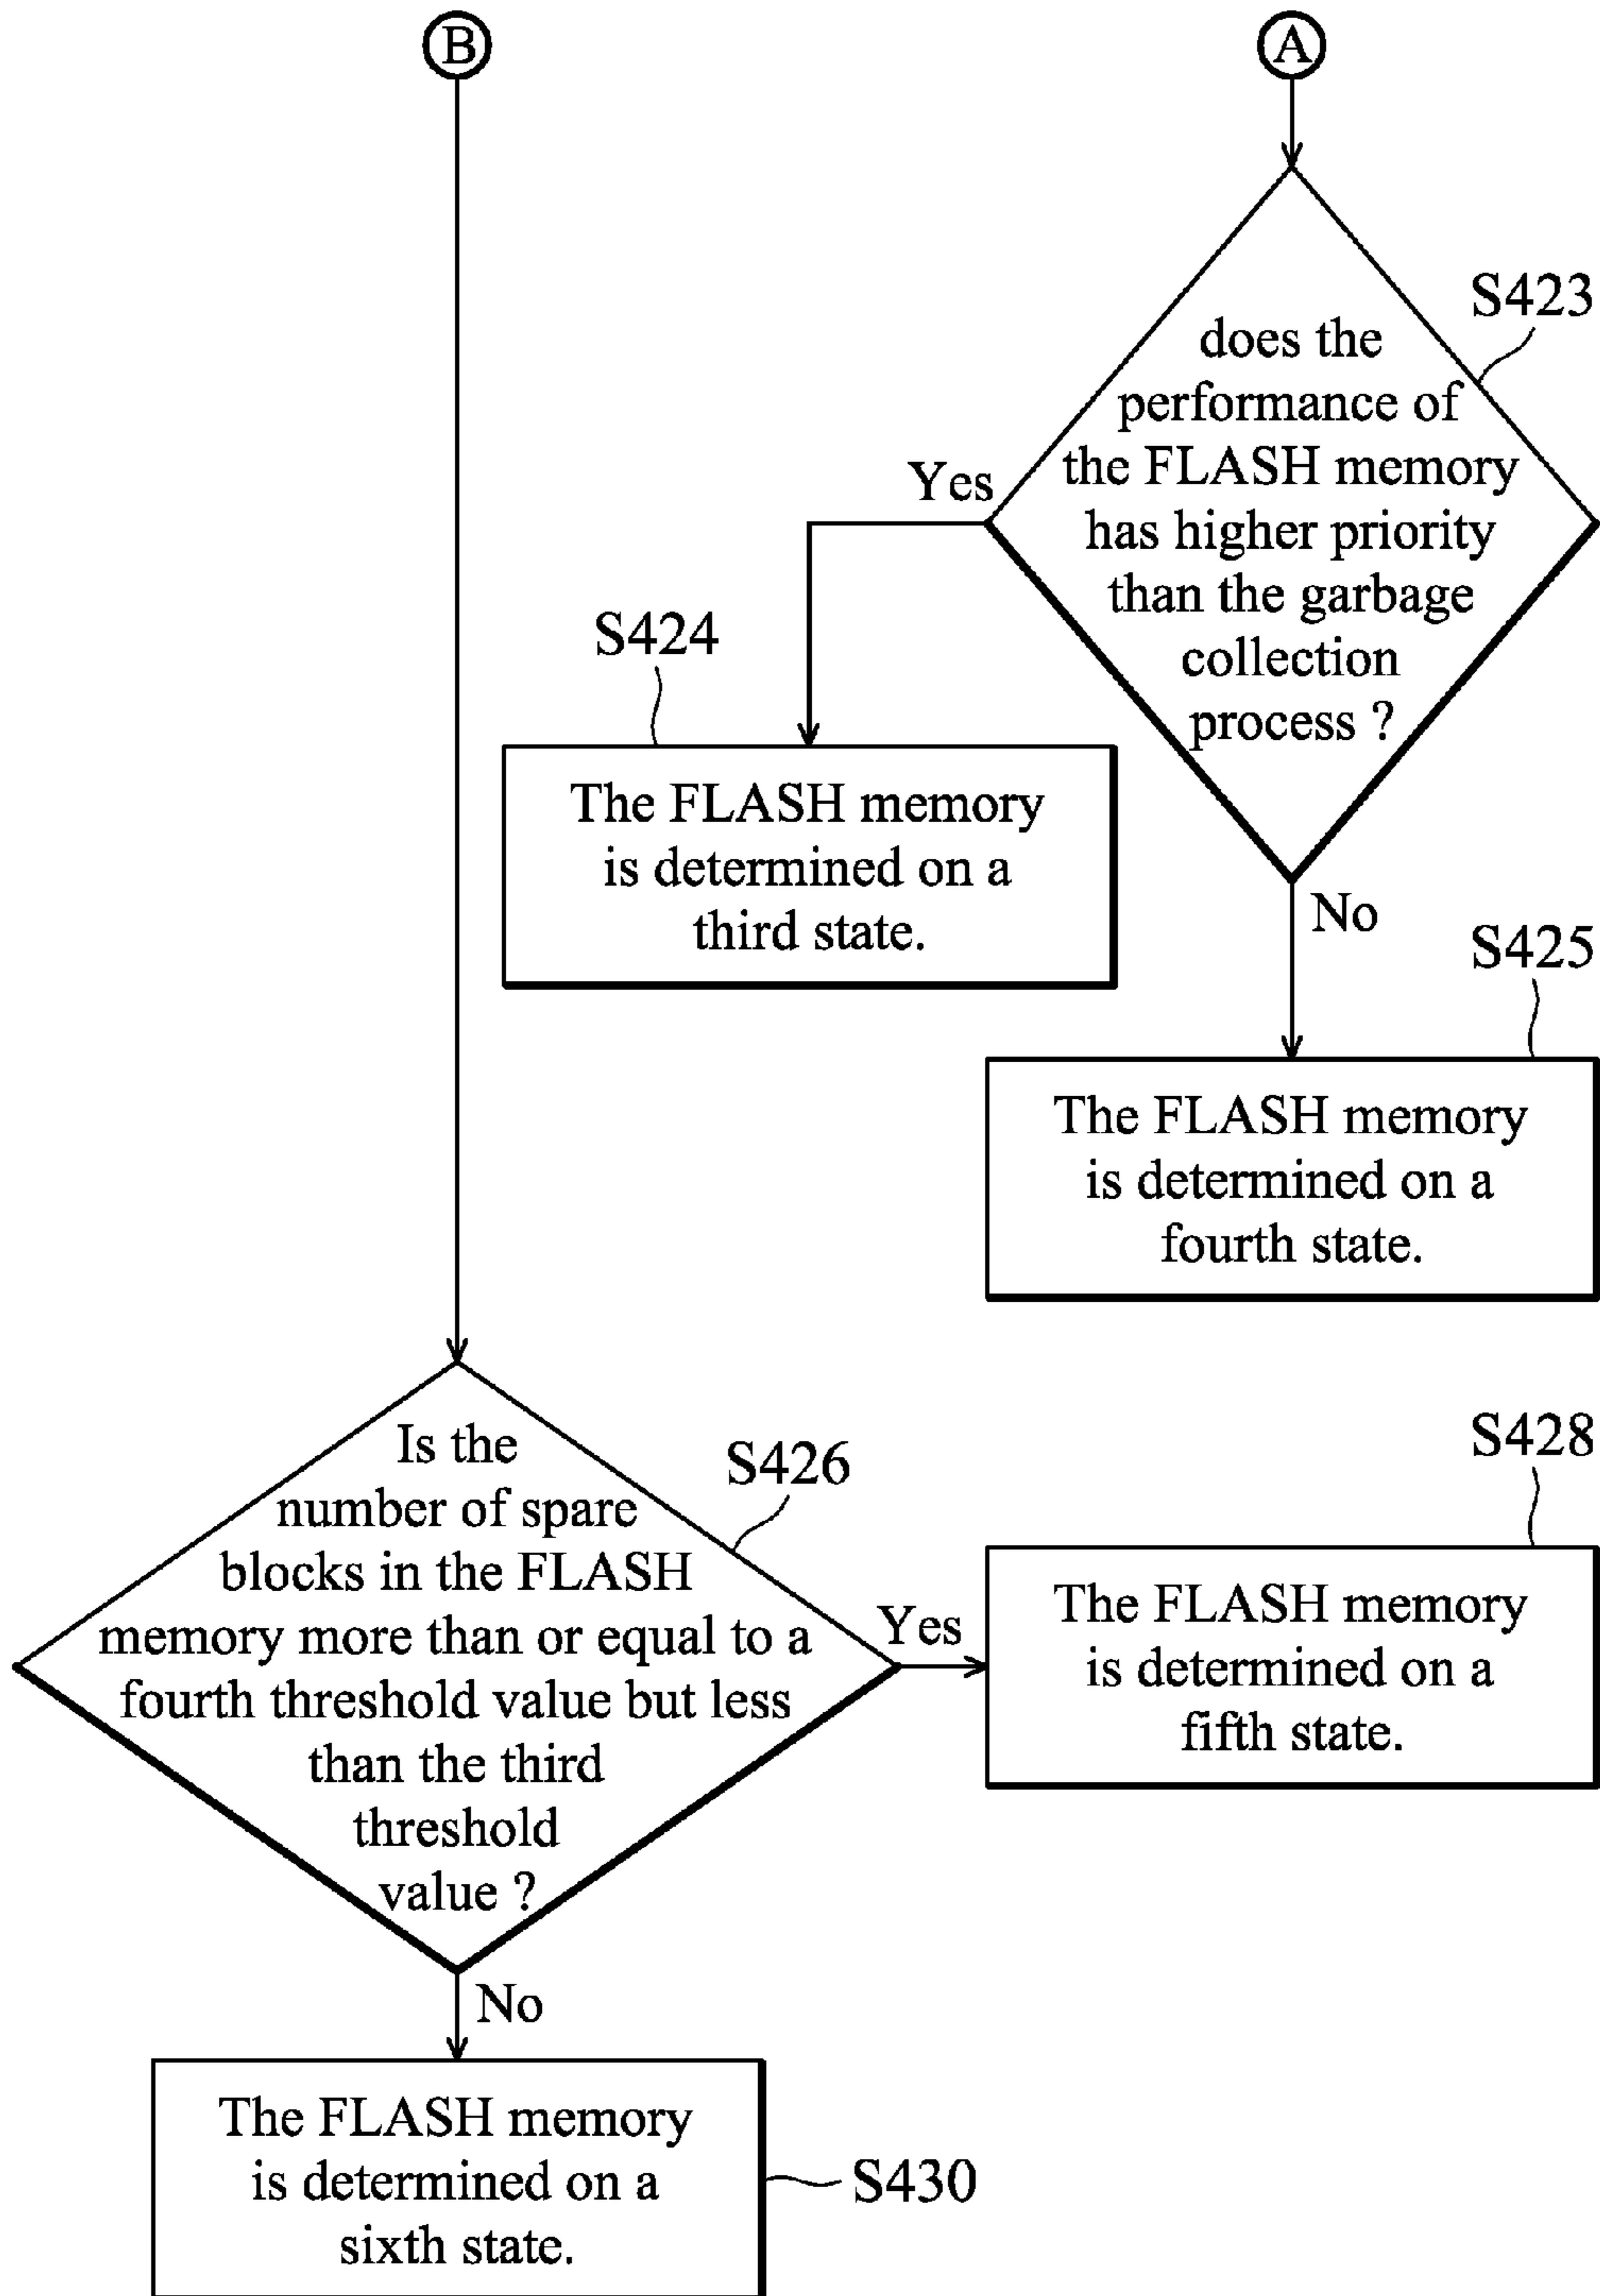 B
A
S423
does the
performance of
the FLASH memory
has higher priority
than the garbage
collection
process ?
Yes
No
S424
The FLASH memory
is determined on a
third state.
S425
The FLASH memory
is determined on a
fourth state.
S426
Is the
number of spare
blocks in the FLASH
memory more than or equal to a
fourth threshold value but less
than the third
threshold
value ?
Yes
No
S428
The FLASH memory
is determined on a
fifth state.
The FLASH memory
is determined on a
sixth state.
S430